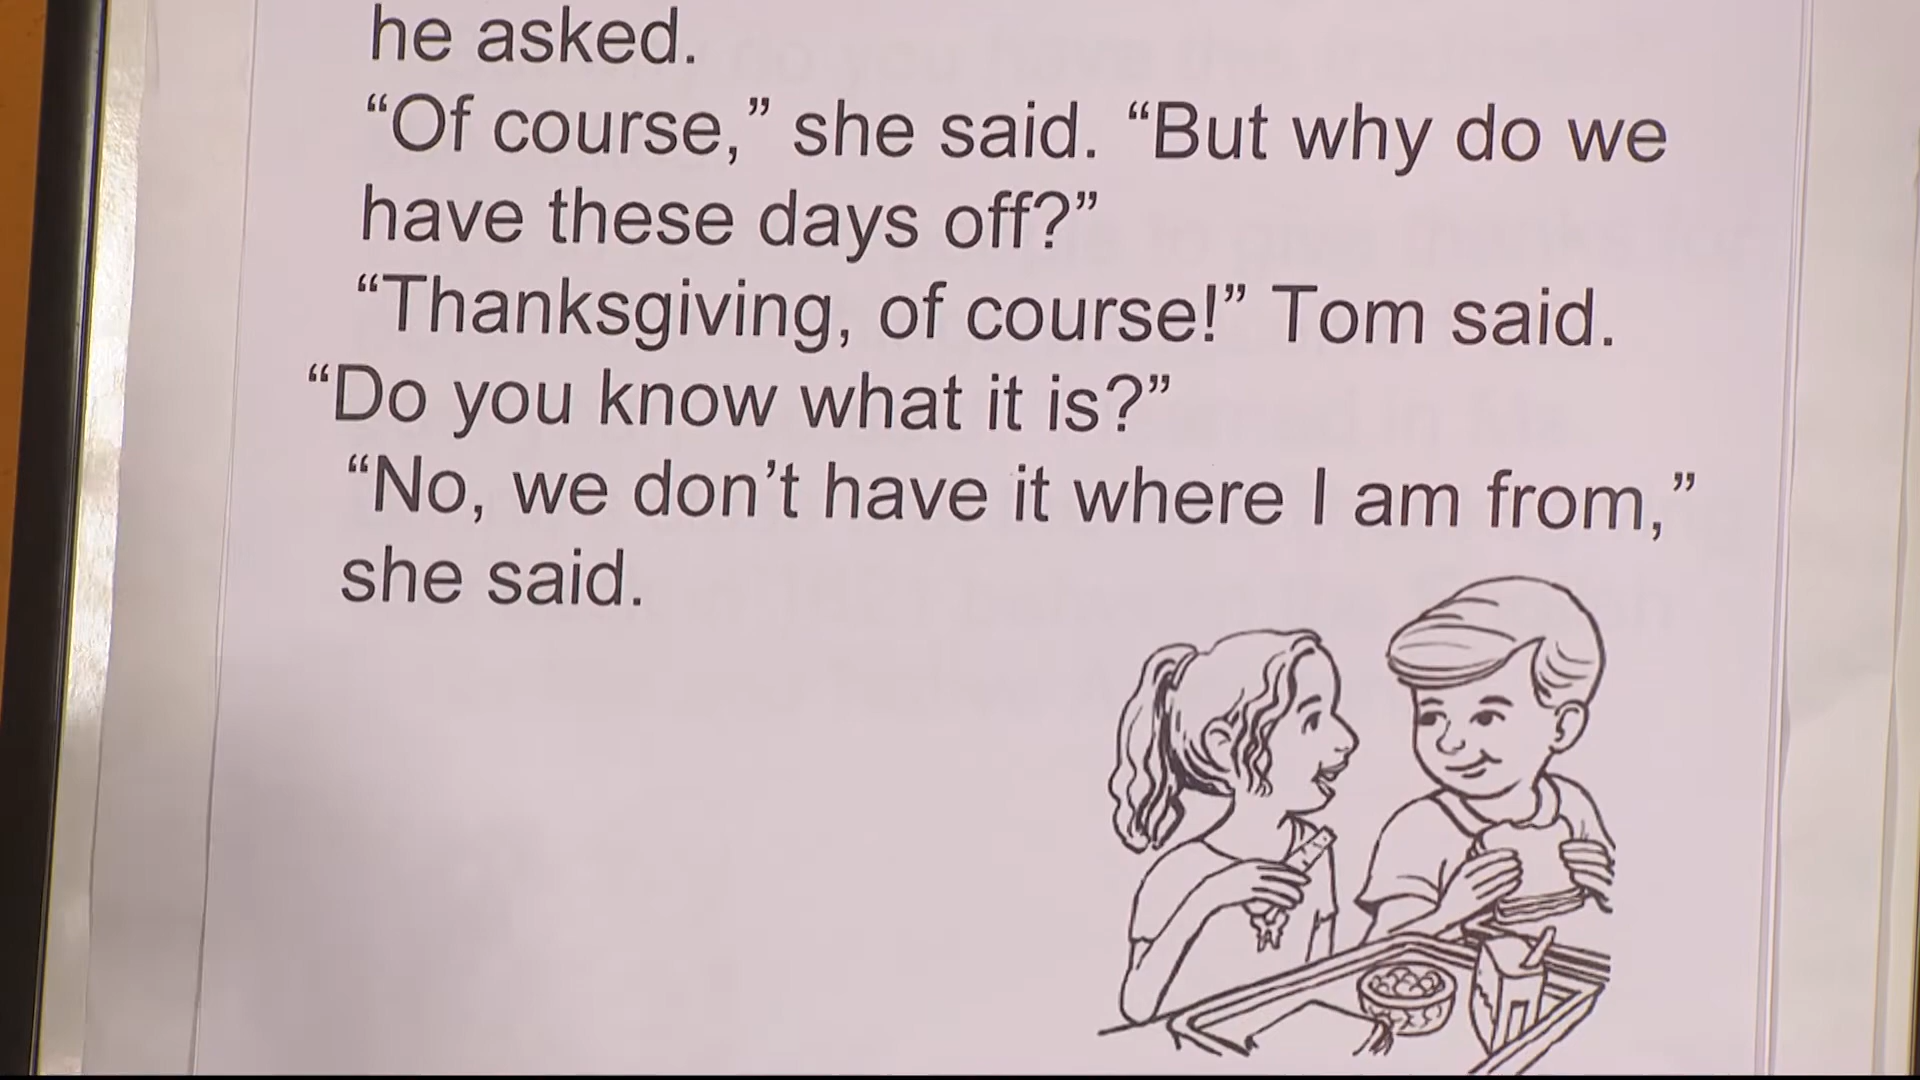 he asked.
“Of course,” she said. “But why do we
have these days off?”
“Thanksgiving, of course!” Tom said.
“Do you know what it is?”
“No, we don’t have it where I am from,”
she said.